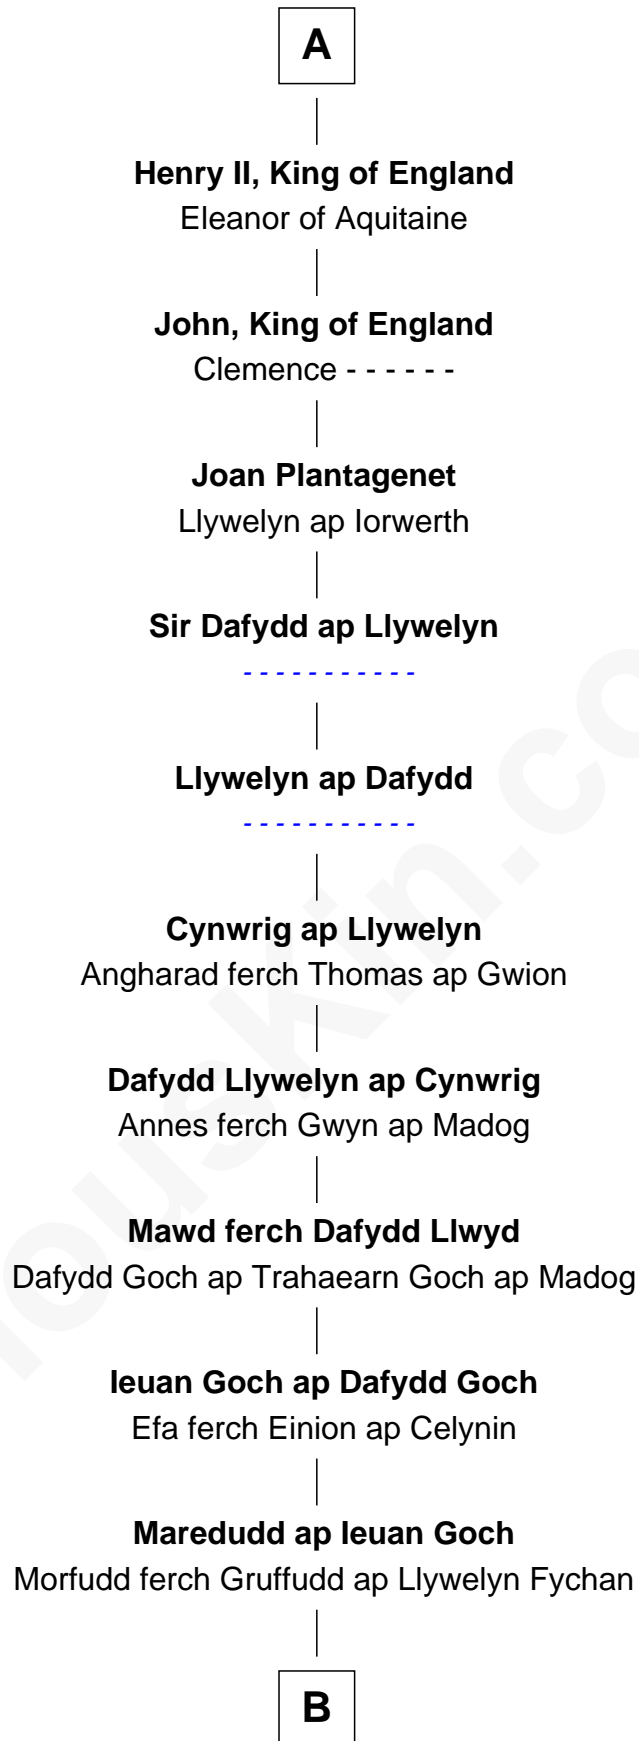 A
Henry II, King of England
Eleanor of Aquitaine
John, King of England
Clemence - - - - - -
Joan Plantagenet
Llywelyn ap Iorwerth
Sir Dafydd ap Llywelyn
- - - - - - - - - - -
Llywelyn ap Dafydd
- - - - - - - - - - -
Cynwrig ap Llywelyn
Angharad ferch Thomas ap Gwion
Dafydd Llywelyn ap Cynwrig
Annes ferch Gwyn ap Madog
Mawd ferch Dafydd Llwyd
Dafydd Goch ap Trahaearn Goch ap Madog
Ieuan Goch ap Dafydd Goch
Efa ferch Einion ap Celynin
Maredudd ap Ieuan Goch
Morfudd ferch Gruffudd ap Llywelyn Fychan
B